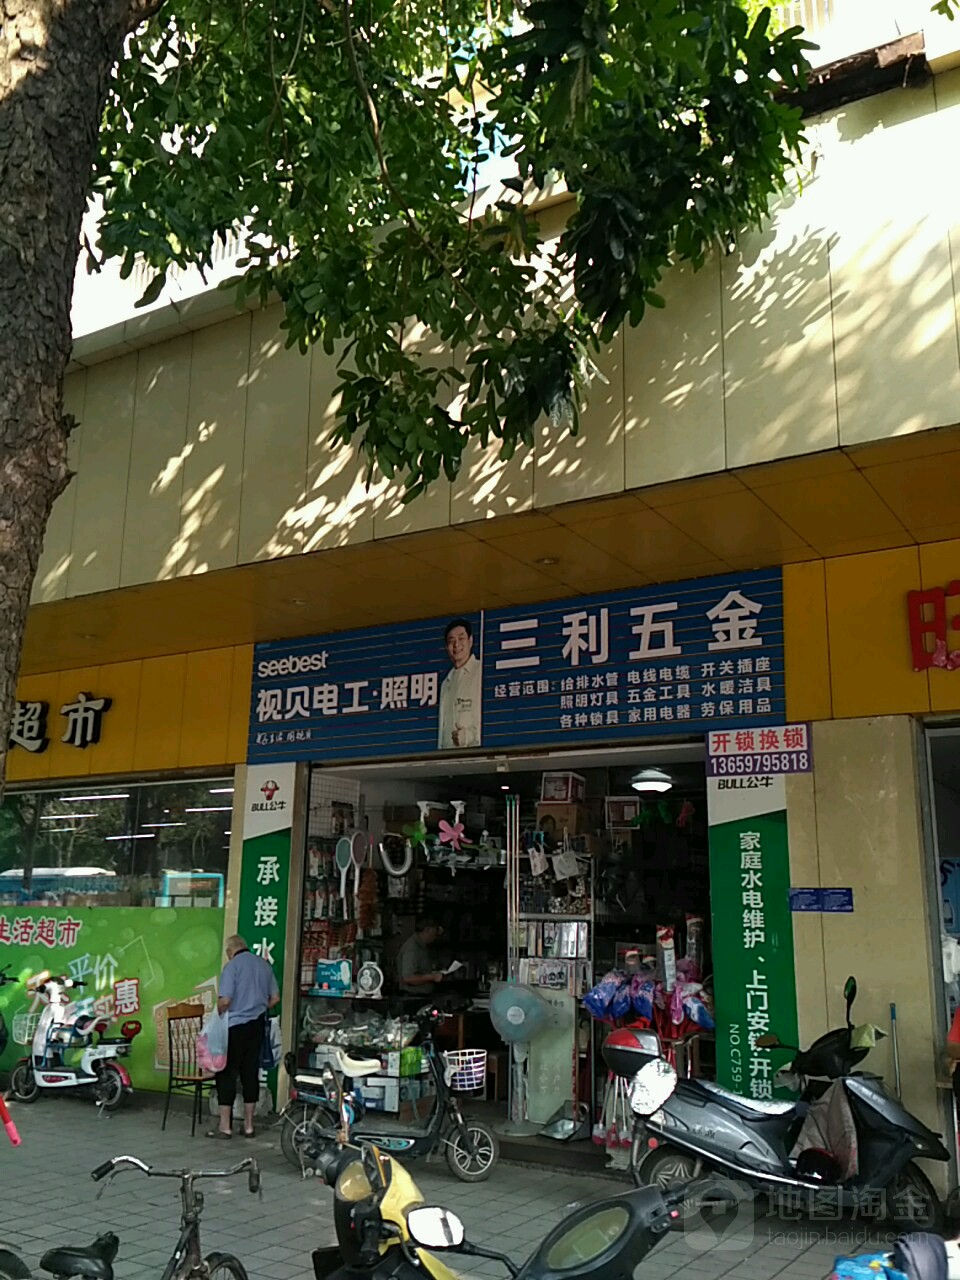 超市
seebest
视贝电工·照明
三利五金
经营范围：给排水管 电线电缆 开关插座
照明灯具 五金工具 水暖洁具
各种锁具 家用电器 劳保用品
开锁换锁
13659795818
BULL公牛
BULL公牛
承接水
家庭水电维护、上门安锁开锁
NO.C759-
生活超市
平价
惠
地图淘金
taojin.baidu.com